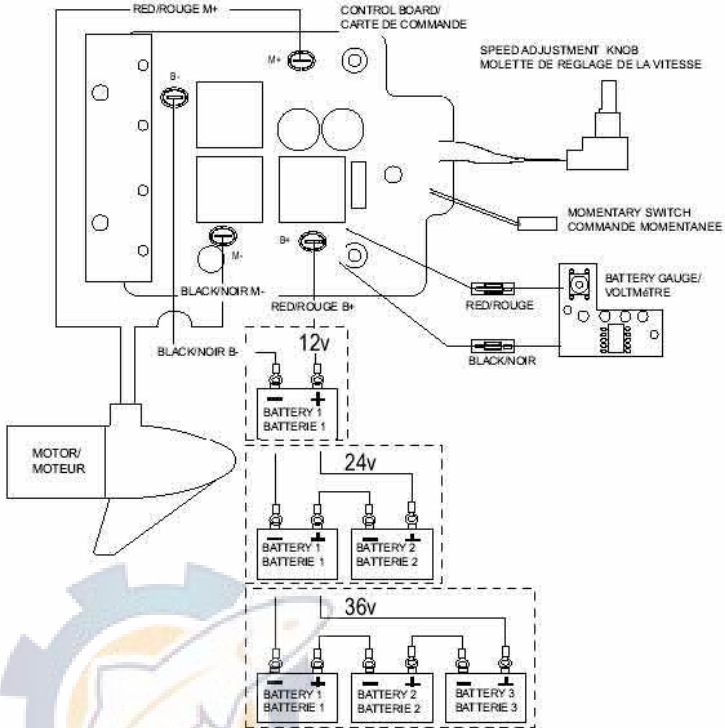 RED/ROUGE M+
CONTROL BOARD/
CARTE DE COMMANDE
SPEED ADJUSTMENT KNOB
MOLETTE DE REGLAGE DE LA VITESSE
M+
B-
MOMENTARY SWITCH
COMMANDE MOMENTANEE
B+
M-
BATTERY GAUGE/
VOLTMéTRE
BLACK/NOIR M-
RED/ROUGE B+
RED/ROUGE
BLACK/NOIR B-
BLACK/NOIR
12v
BATTERY 1
BATTERIE 1
MOTOR/
MOTEUR
24v
BATTERY 1
BATTERIE 1
BATTERY 2
BATTERIE 2
36v
BATTERY 1
BATTERIE 1
BATTERY 2
BATTERIE 2
BATTERY 3
BATTERIE 3